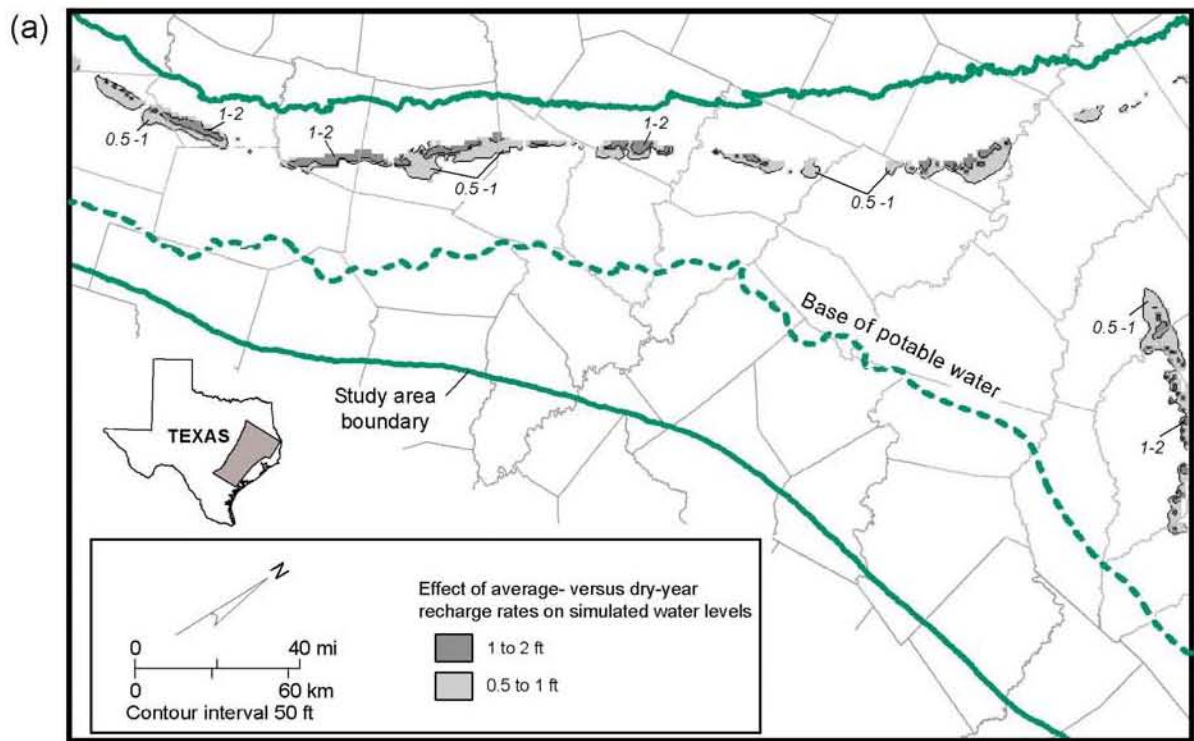 (a)
1-2
0.5 -1
1-2
0.5 -1
1-2
0.5 -1
0.5 -1
1-2
Base of potable water
Study area
boundary
TEXAS
N
0 40 mi
0 60 km
Contour interval 50 ft
Effect of average- versus dry-year
recharge rates on simulated water levels
1 to 2 ft
0.5 to 1 ft